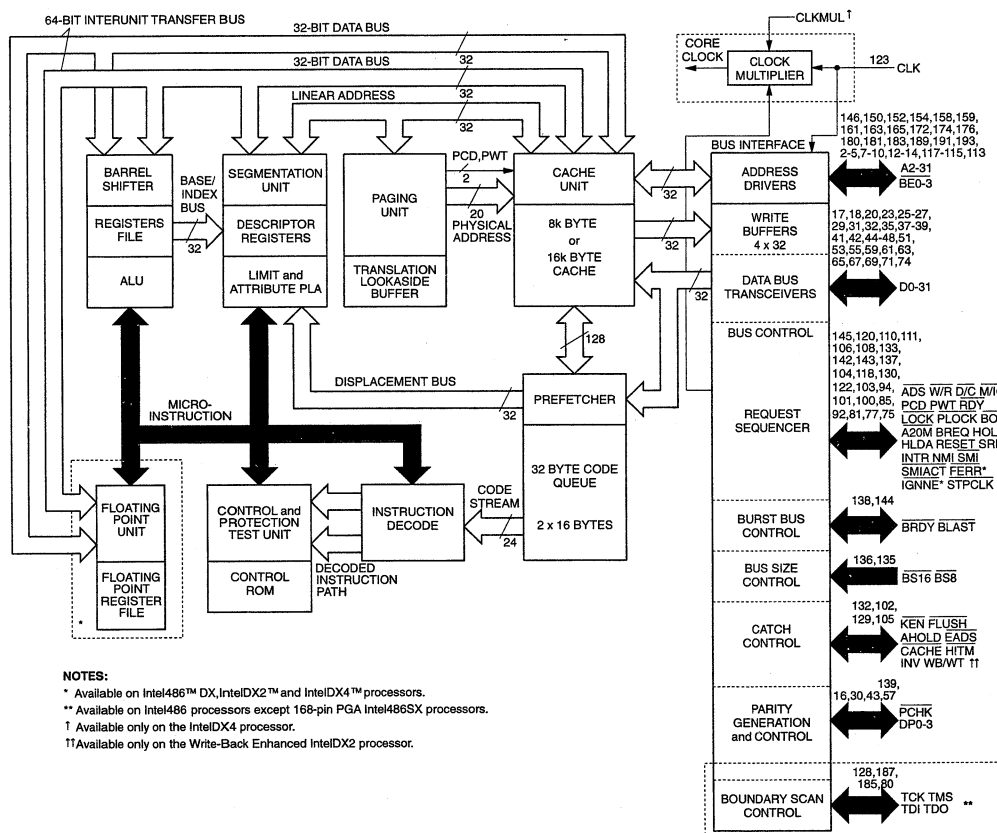 64-BIT INTERUNIT TRANSFER BUS
32-BIT DATA BUS
32
32-BIT DATA BUS
32
LINEAR ADDRESS
32
CLKMUL †
CORE
CLOCK
CLOCK
MULTIPLIER
123
CLK
146,150,152,154,158,159,
161,163,165,172,174,176,
180,181,183,189,191,193,
2-5,7-10,12-14,117-115,113
BUS INTERFACE
ADDRESS
DRIVERS
A2-31
BE0-3
BARREL
SHIFTER
REGISTERS
FILE
ALU
BASE/
INDEX
BUS
32
SEGMENTATION
UNIT
DESCRIPTOR
REGISTERS
LIMIT and
ATTRIBUTE PLA
PAGING
UNIT
TRANSLATION
LOOKASIDE
BUFFER
PCD,PWT
2
20
PHYSICAL
ADDRESS
CACHE
UNIT
8k BYTE
or
16k BYTE
CACHE
32
32
32
WRITE
BUFFERS
4 x 32
17,18,20,23,25-27,
29,31,32,35,37-39,
41,42,44-48,51,
53,55,59,61,63,
65,67,69,71,74
DATA BUS
TRANSCEIVERS
D0-31
128
DISPLACEMENT BUS
32
MICRO-
INSTRUCTION
PREFETCHER
32 BYTE CODE
QUEUE
2 x 16 BYTES
BUS CONTROL
REQUEST
SEQUENCER
145,120,110,111,
106,108,133,
142,143,137,
104,118,130,
122,103,94,
101,100,85,
92,81,77,75
ADS W/R D/C M/I
PCD PWT RDY
LOCK PLOCK BO
A20M BREQ HOL
HLDA RESET SR
INTR NMI SMI
SMIACT FERR*
IGNNE* STPCLK
FLOATING
POINT
UNIT
FLOATING
POINT
REGISTER
FILE
*
CONTROL and
PROTECTION
TEST UNIT
CONTROL
ROM
INSTRUCTION
DECODE
DECODED
INSTRUCTION
PATH
CODE
STREAM
24
BURST BUS
CONTROL
138,144
BRDY BLAST
BUS SIZE
CONTROL
136,135
BS16 BS8
CATCH
CONTROL
132,102,
129,105
KEN FLUSH
AHOLD EADS
CACHE HITM
INV WB/WT ††
PARITY
GENERATION
and CONTROL
139,
16,30,43,57
PCHK
DP0-3
BOUNDARY SCAN
CONTROL
128,187,
185,80
TCK TMS
TDI TDO **
NOTES:
* Available on Intel486™ DX,IntelDX2™ and IntelDX4™ processors.
** Available on Intel486 processors except 168-pin PGA Intel486SX processors.
† Available only on the IntelDX4 processor.
††Available only on the Write-Back Enhanced IntelDX2 processor.